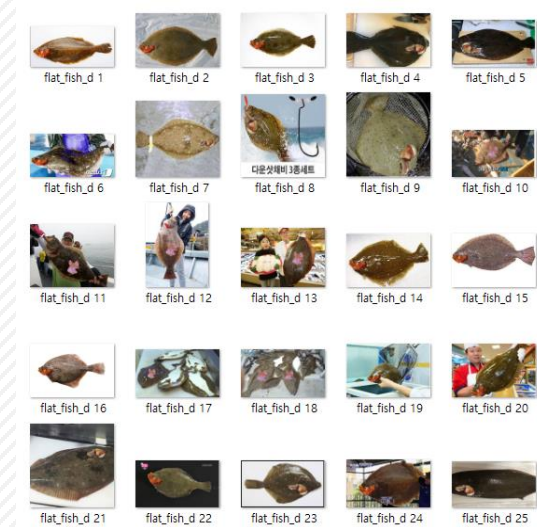 flat_fish_d 1
flat_fish_d 2
flat_fish_d 3
flat_fish_d 4
flat_fish_d 5
flat_fish_d 6
flat_fish_d 7
다운샷채비 3종세트
flat_fish_d 8
flat_fish_d 9
flat_fish_d 10
flat_fish_d 11
flat_fish_d 12
flat_fish_d 13
flat_fish_d 14
flat_fish_d 15
flat_fish_d 16
flat_fish_d 17
flat_fish_d 18
flat_fish_d 19
flat_fish_d 20
flat_fish_d 21
flat_fish_d 22
flat_fish_d 23
flat_fish_d 24
flat_fish_d 25